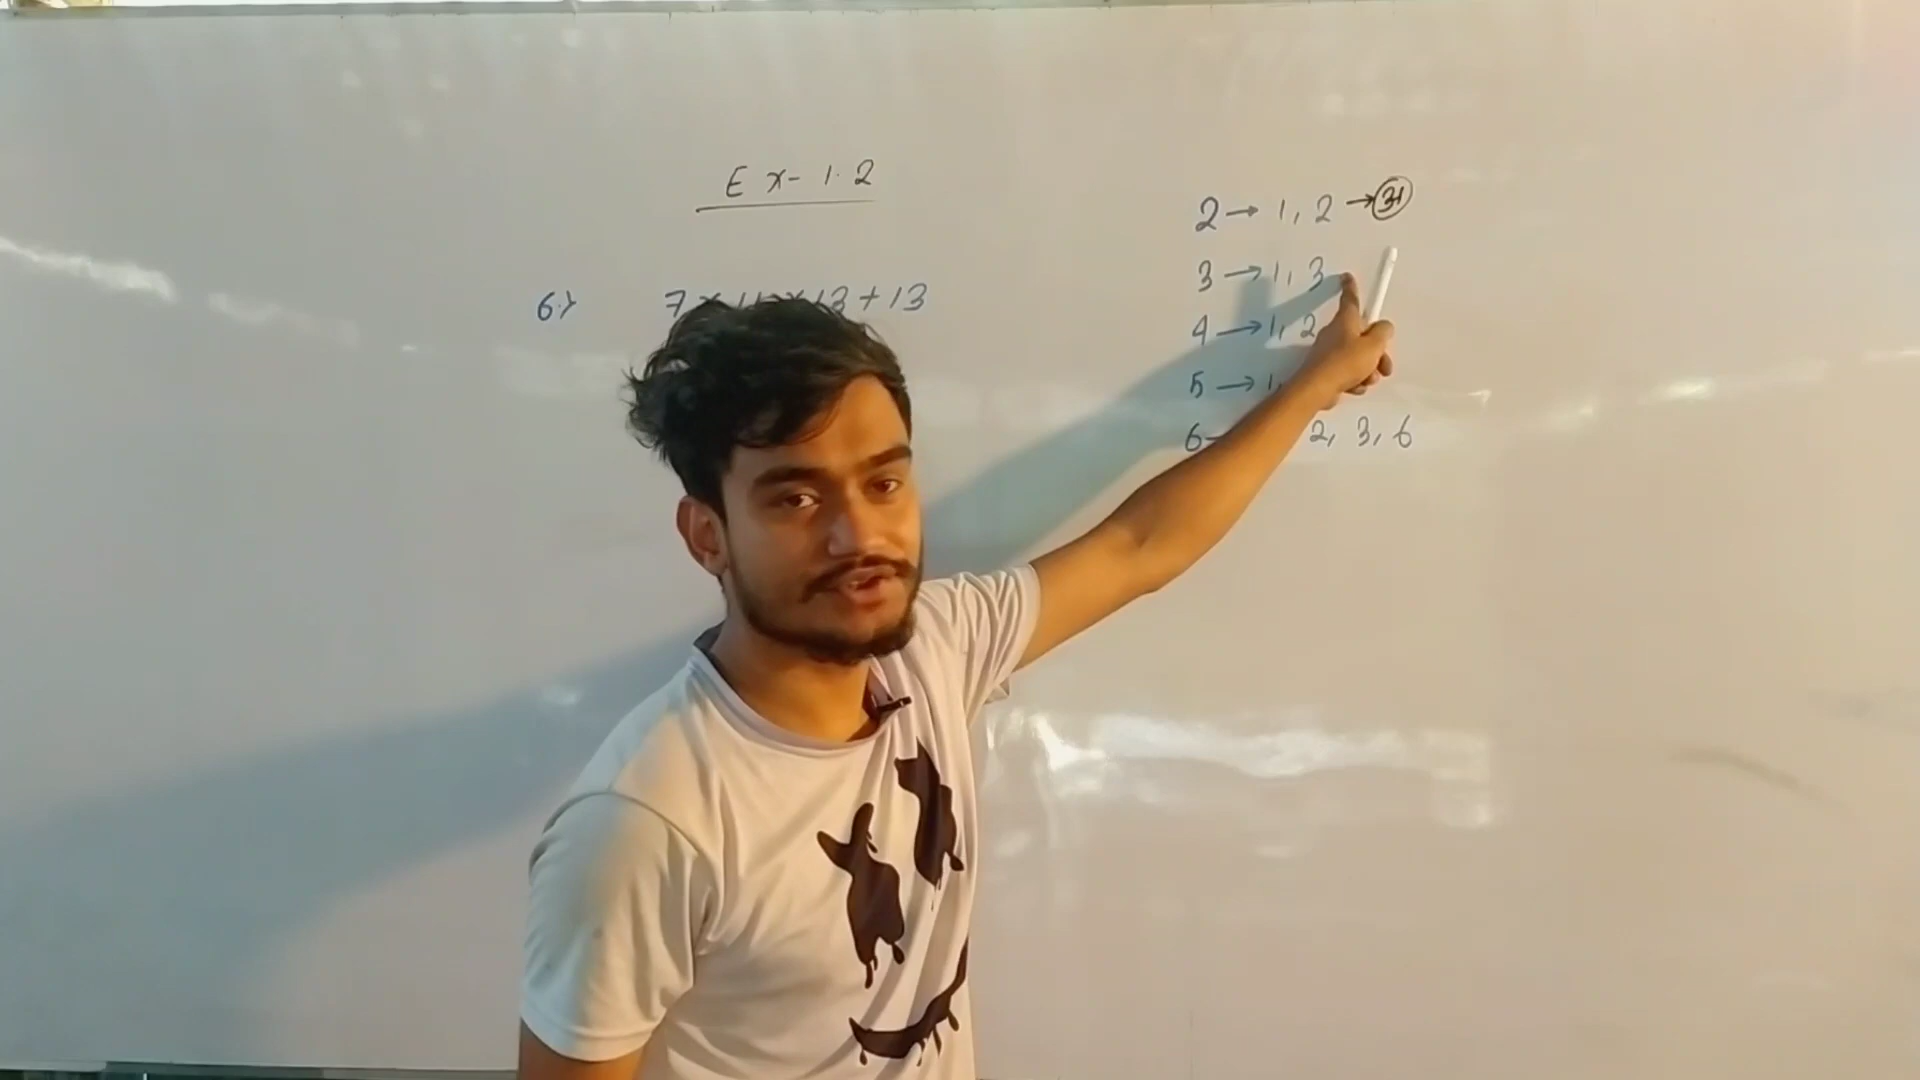 Ex- 1.2
6.> 7 × 11 × 13 + 13
2 → 1, 2 → अ
3 → 1, 3
4 → 1, 2
5 → 1,
6 2, 3, 6